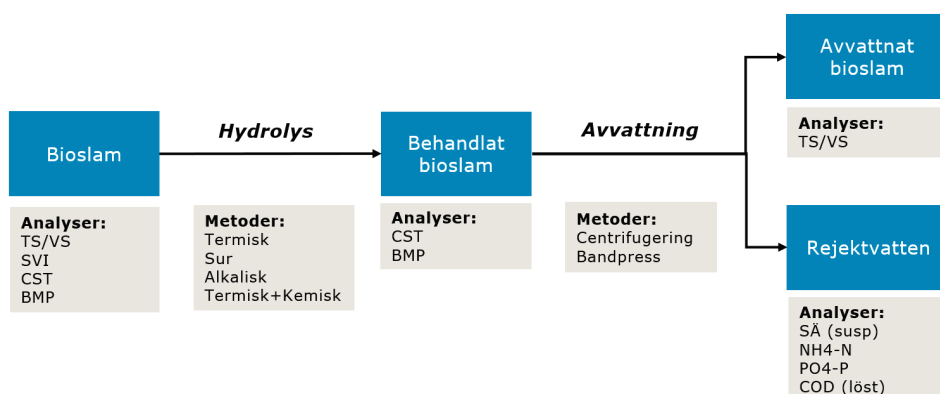 Bioslam
Analyser:
TS/VS
SVI
CST
BMP
Hydrolys
Metoder:
Termisk
Sur
Alkalisk
Termisk+Kemisk
Behandlat
bioslam
Analyser:
CST
BMP
Avvattning
Metoder:
Centrifugering
Bandpress
Avvattnat
bioslam
Analyser:
TS/VS
Rejektvatten
Analyser:
SÄ (susp)
NH4-N
PO4-P
COD (löst)